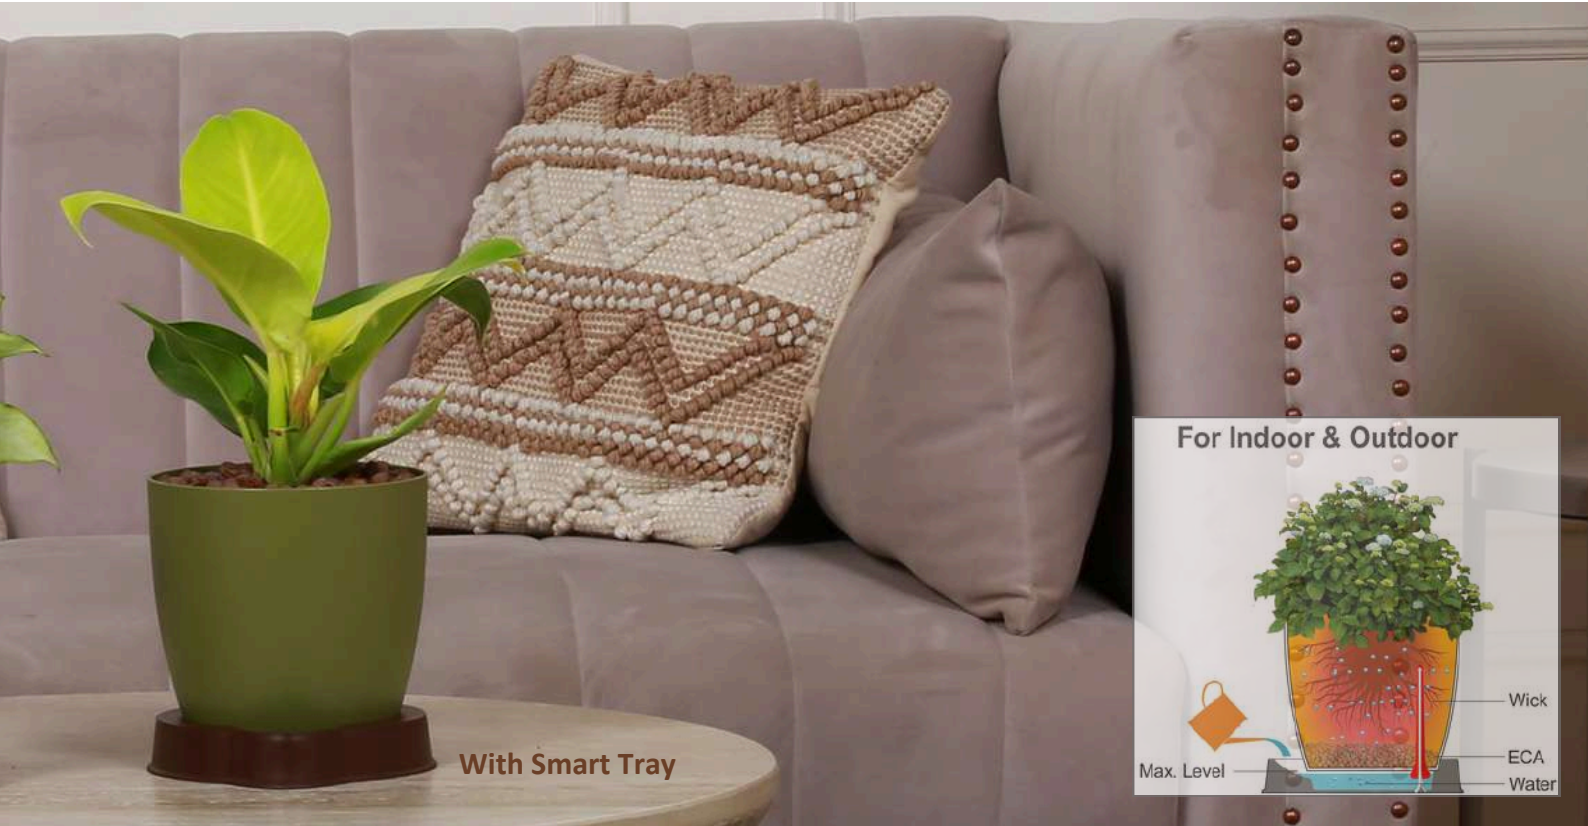 With Smart Tray
For Indoor & Outdoor
Wick
ECA
Max. Level
Water